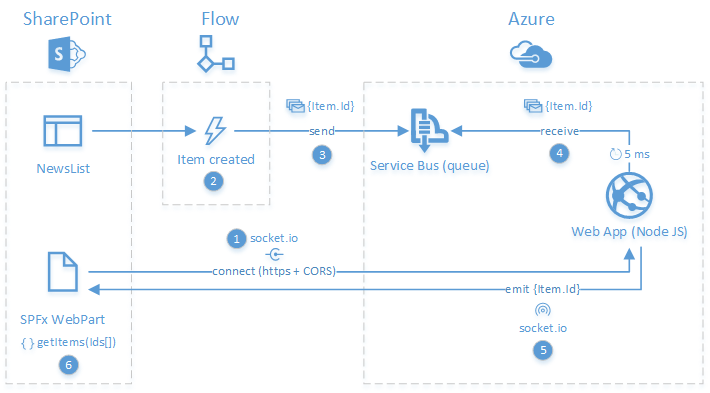 SharePoint
Flow
Azure
S
{Item.Id}
{Item.Id}
send
receive
NewsList
Item created
Service Bus (queue)
3
4
5 ms
2
Web App (Node JS)
1 socket.io
connect (https + CORS)
emit {Item.Id}
SPFx WebPart
socket.io
{ } getItems(Ids[])
5
6